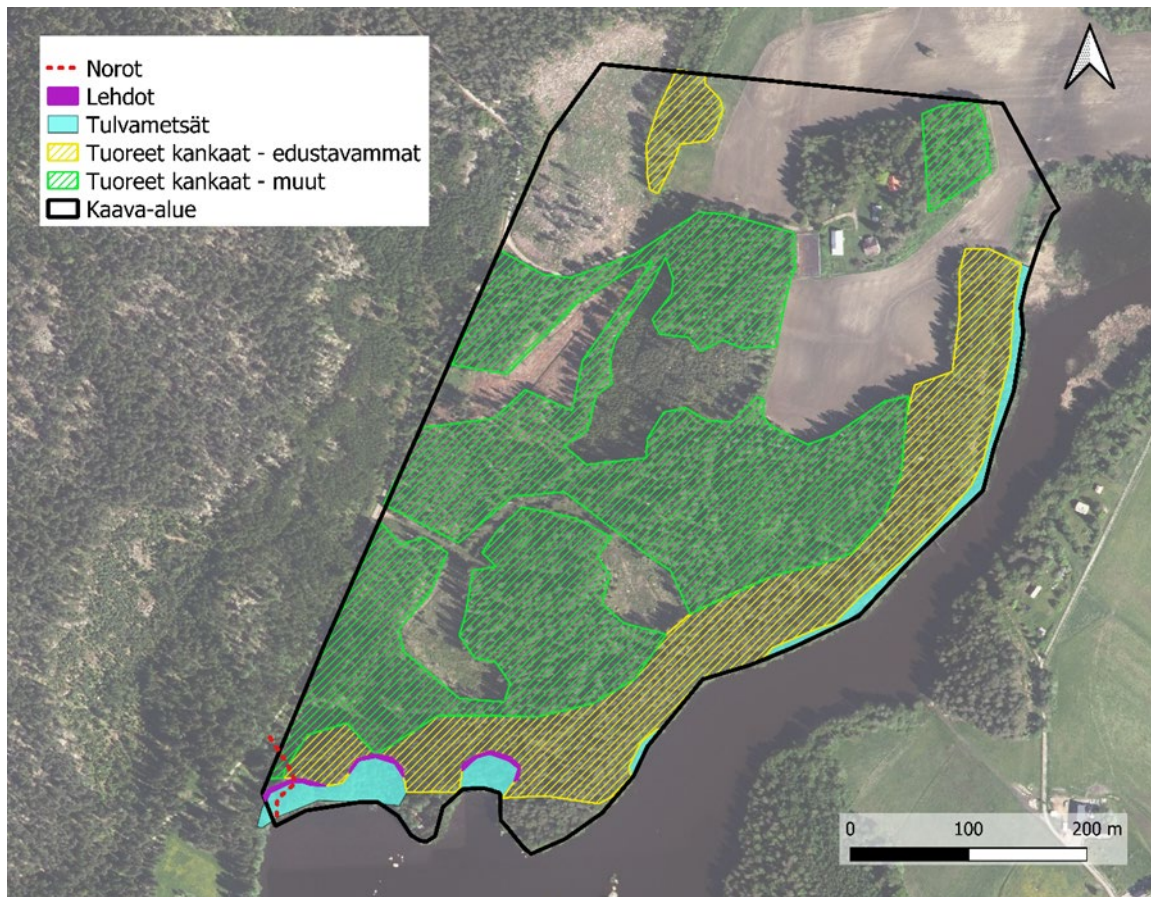 Norot
Lehdot
Tulvametsät
Tuoreet kankaat - edustavammat
Tuoreet kankaat - muut
Kaava-alue
0 100 200 m